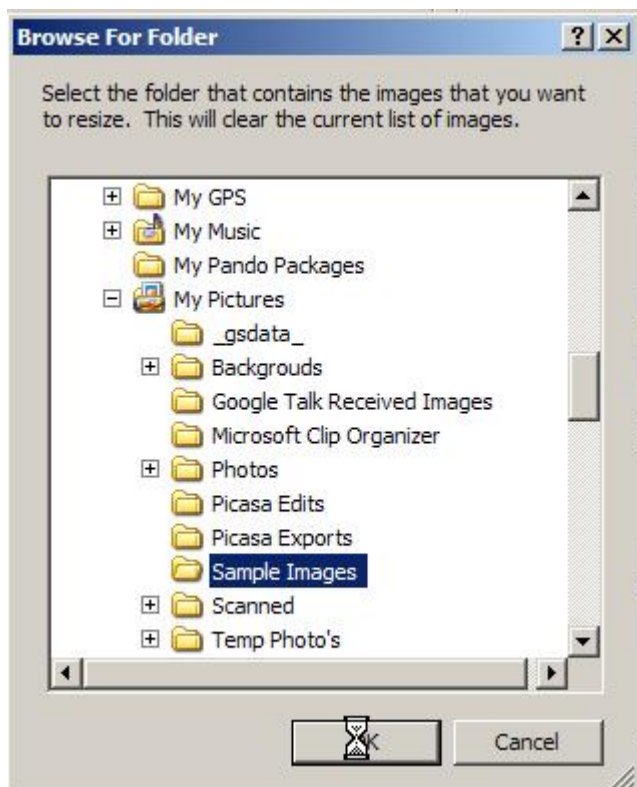 Browse For Folder
Select the folder that contains the images that you want
to resize. This will clear the current list of images.
My GPS
My Music
My Pando Packages
My Pictures
_gsdata_
Backgrouds
Google Talk Received Images
Microsoft Clip Organizer
Photos
Picasa Edits
Picasa Exports
Sample Images
Scanned
Temp Photo's
Cancel